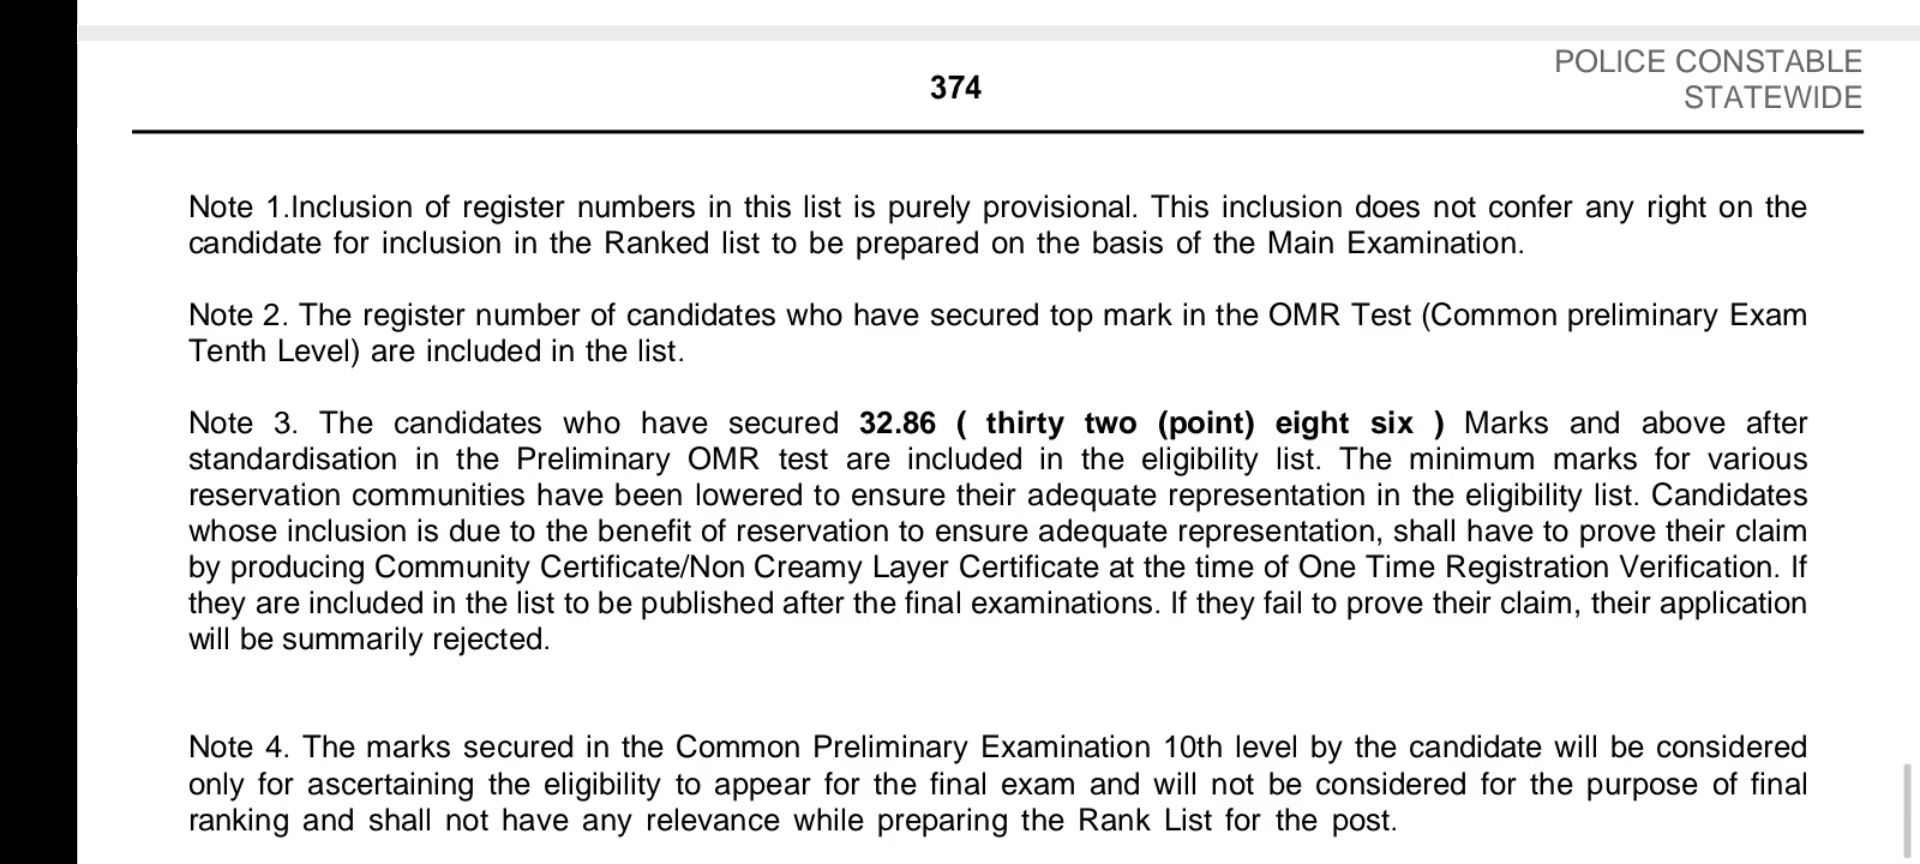 374
POLICE CONSTABLE
STATEWIDE
Note 1.Inclusion of register numbers in this list is purely provisional. This inclusion does not confer any right on the
candidate for inclusion in the Ranked list to be prepared on the basis of the Main Examination.
Note 2. The register number of candidates who have secured top mark in the OMR Test (Common preliminary Exam
Tenth Level) are included in the list.
Note 3. The candidates who have secured 32.86 ( thirty two (point) eight six ) Marks and above after
standardisation in the Preliminary OMR test are included in the eligibility list. The minimum marks for various
reservation communities have been lowered to ensure their adequate representation in the eligibility list. Candidates
whose inclusion is due to the benefit of reservation to ensure adequate representation, shall have to prove their claim
by producing Community Certificate/Non Creamy Layer Certificate at the time of One Time Registration Verification. If
they are included in the list to be published after the final examinations. If they fail to prove their claim, their application
will be summarily rejected.
Note 4. The marks secured in the Common Preliminary Examination 10th level by the candidate will be considered
only for ascertaining the eligibility to appear for the final exam and will not be considered for the purpose of final
ranking and shall not have any relevance while preparing the Rank List for the post.